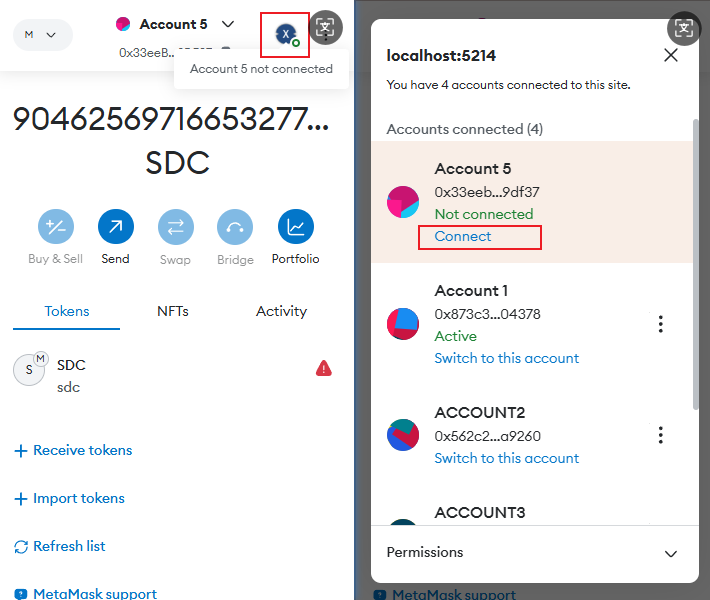 M
Account 5
X
0x33eeB...
Account 5 not connected
90462569716653277...
SDC
Buy & Sell
Send
Swap
Bridge
Portfolio
Tokens
NFTs
Activity
S
M
SDC
sdc
Receive tokens
Import tokens
Refresh list
MetaMask support
localhost:5214
You have 4 accounts connected to this site.
Accounts connected (4)
Account 5
0x33eeb...9df37
Not connected
Connect
Account 1
0x873c3...04378
Active
Switch to this account
ACCOUNT2
0x562c2...a9260
Switch to this account
ACCOUNT3
Permissions
MetaMask support